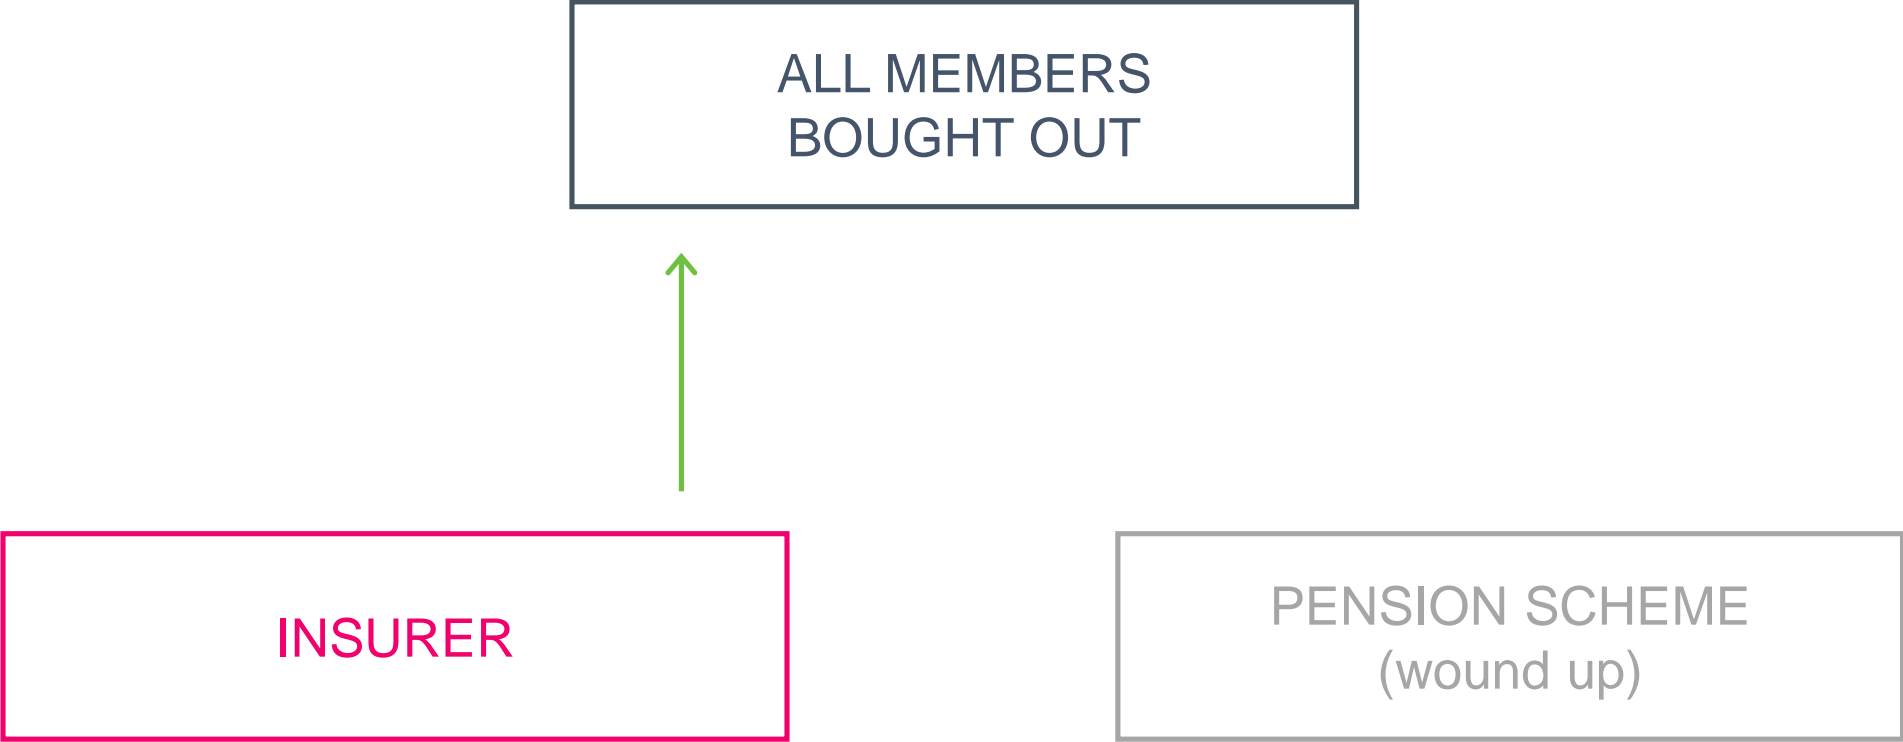 ALL MEMBERS
BOUGHT OUT
INSURER
PENSION SCHEME
(wound up)